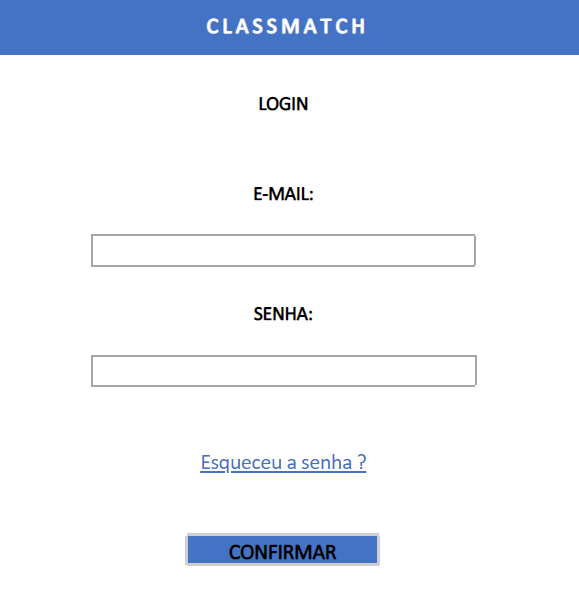 CLASSMATCH
LOGIN
E-MAIL:
SENHA:
Esqueceu a senha ?
CONFIRMAR